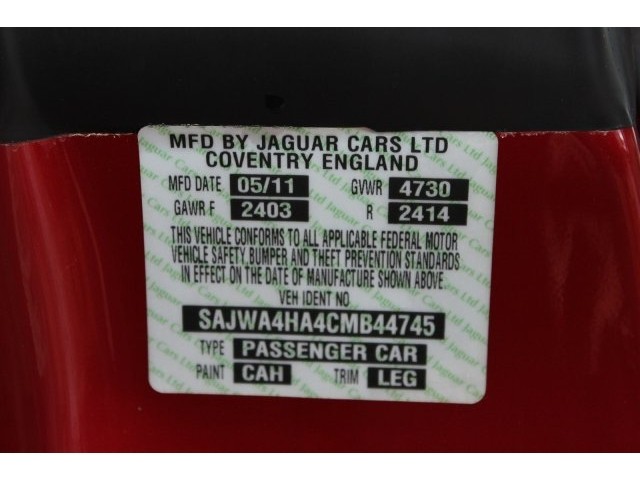 MFD BY JAGUAR CARS LTD
COVENTRY ENGLAND
MFD DATE 05/11 GVWR 4730
GAWR F 2403 R 2414
THIS VEHICLE CONFORMS TO ALL APPLICABLE FEDERAL MOTOR
VEHICLE SAFETY, BUMPER AND THEFT PREVENTION STANDARDS
IN EFFECT ON THE DATE OF MANUFACTURE SHOWN ABOVE.
VEH IDENT NO
SAJWA4HA4CMB44745
TYPE PASSENGER CAR
PAINT CAH TRIM LEG